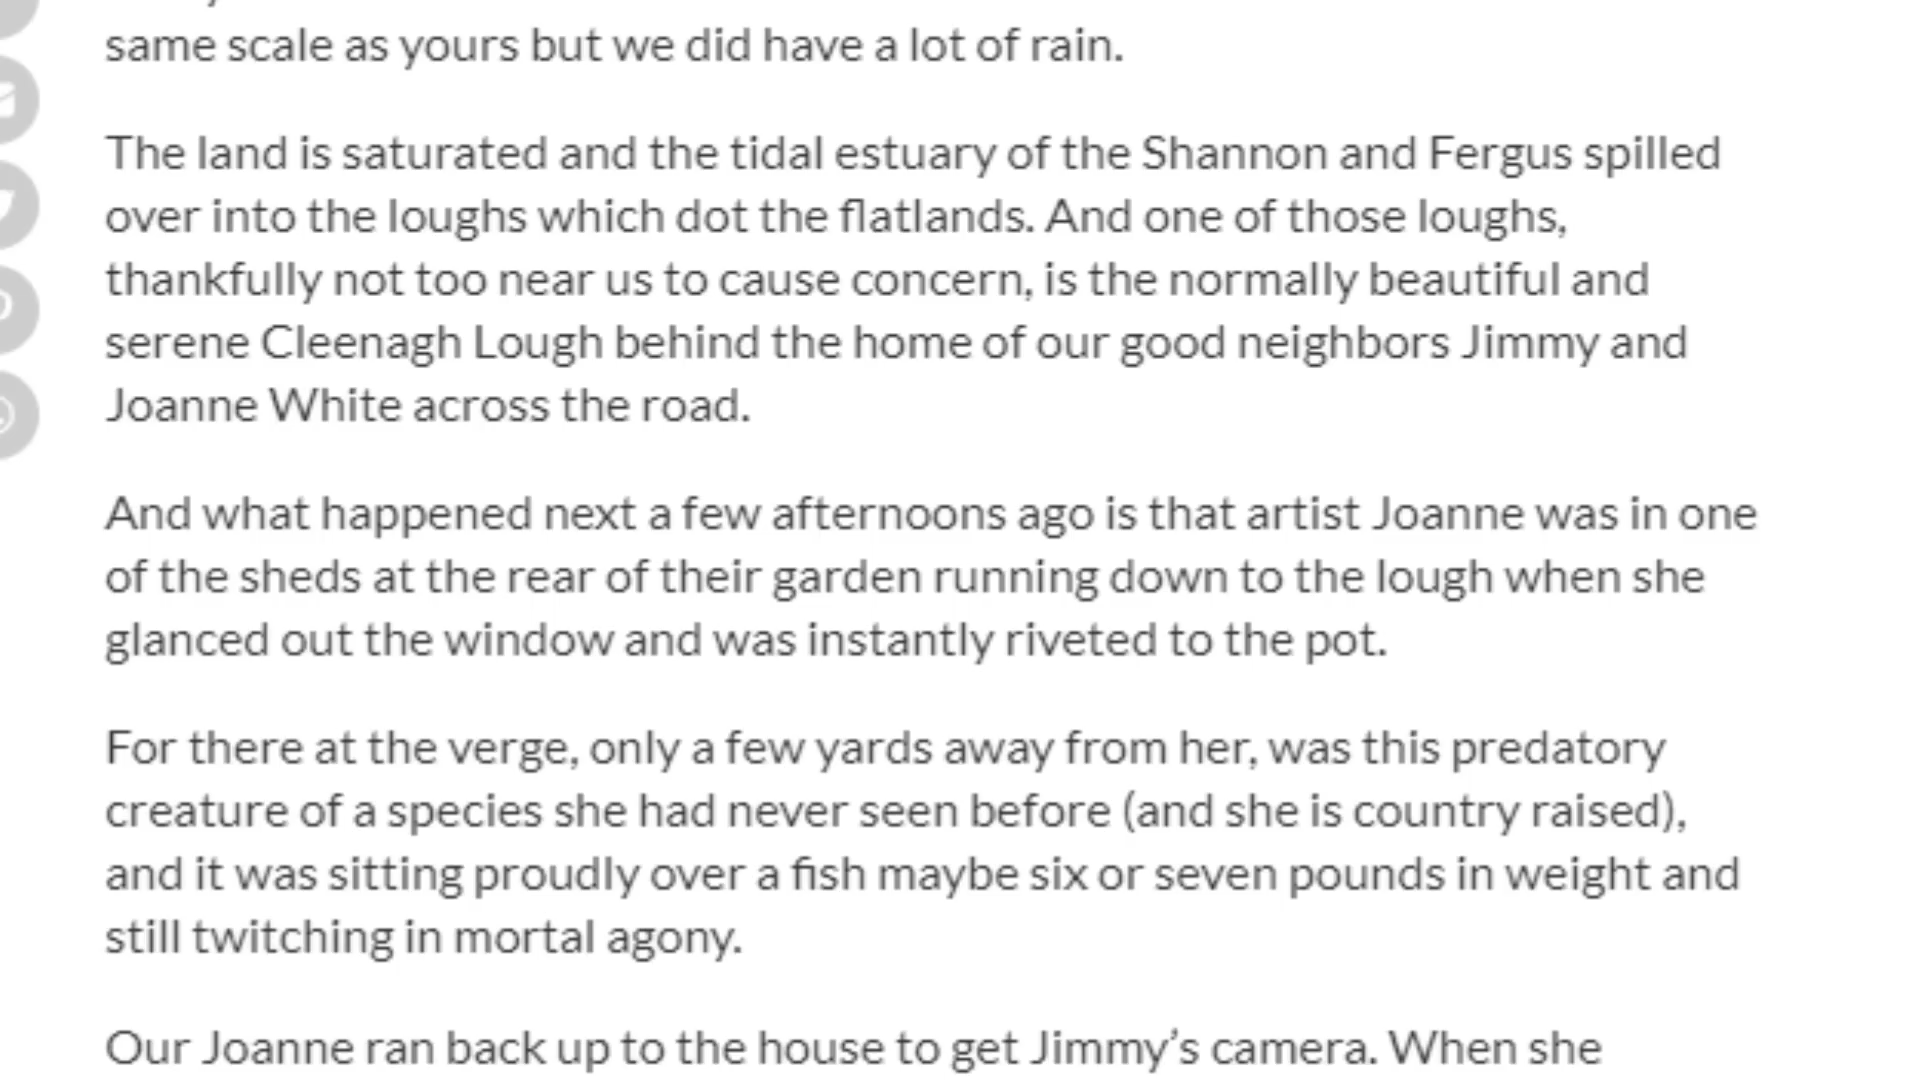 same scale as yours but we did have a lot of rain.
The land is saturated and the tidal estuary of the Shannon and Fergus spilled
over into the loughs which dot the flatlands. And one of those loughs,
thankfully not too near us to cause concern, is the normally beautiful and
serene Cleenagh Lough behind the home of our good neighbors Jimmy and
Joanne White across the road.
And what happened next a few afternoons ago is that artist Joanne was in one
of the sheds at the rear of their garden running down to the lough when she
glanced out the window and was instantly riveted to the pot.
For there at the verge, only a few yards away from her, was this predatory
creature of a species she had never seen before (and she is country raised),
and it was sitting proudly over a fish maybe six or seven pounds in weight and
still twitching in mortal agony.
Our Joanne ran back up to the house to get Jimmy’s camera. When she